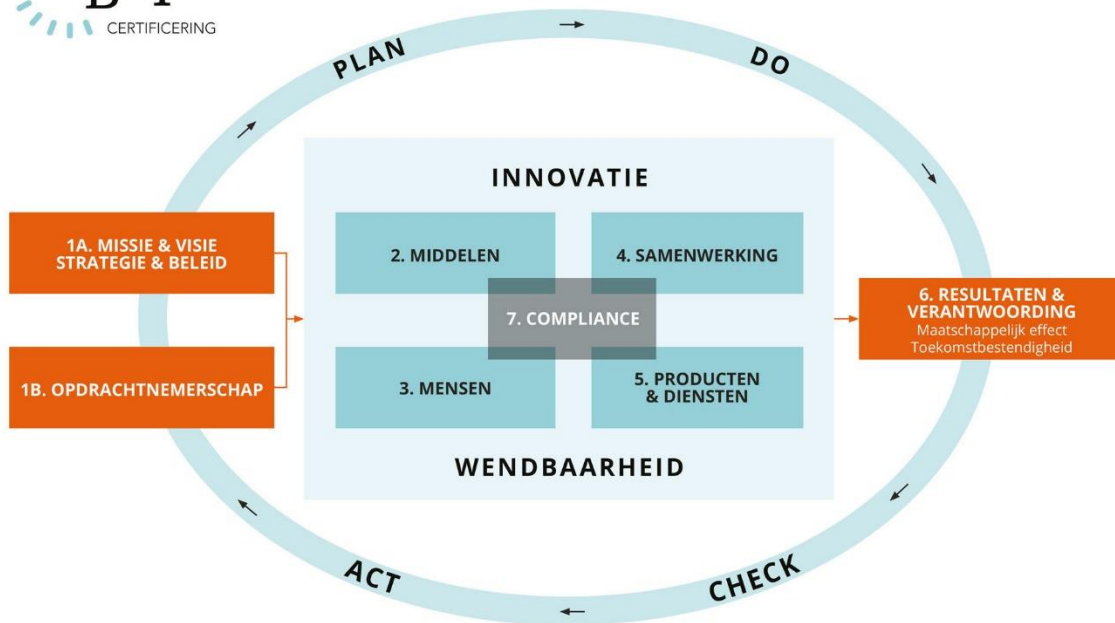 CERTIFICERING
PLAN
DO
INNOVATIE
1A. MISSIE & VISIE
STRATEGIE & BELEID
1B. OPDRACHTNEMERSCHAP
2. MIDDELEN
4. SAMENWERKING
7. COMPLIANCE
3. MENSEN
5. PRODUCTEN
& DIENSTEN
WENDBAARHEID
6. RESULTATEN &
VERANTWOORDING
Maatschappelijk effect
Toekomstbestendigheid
ACT
CHECK